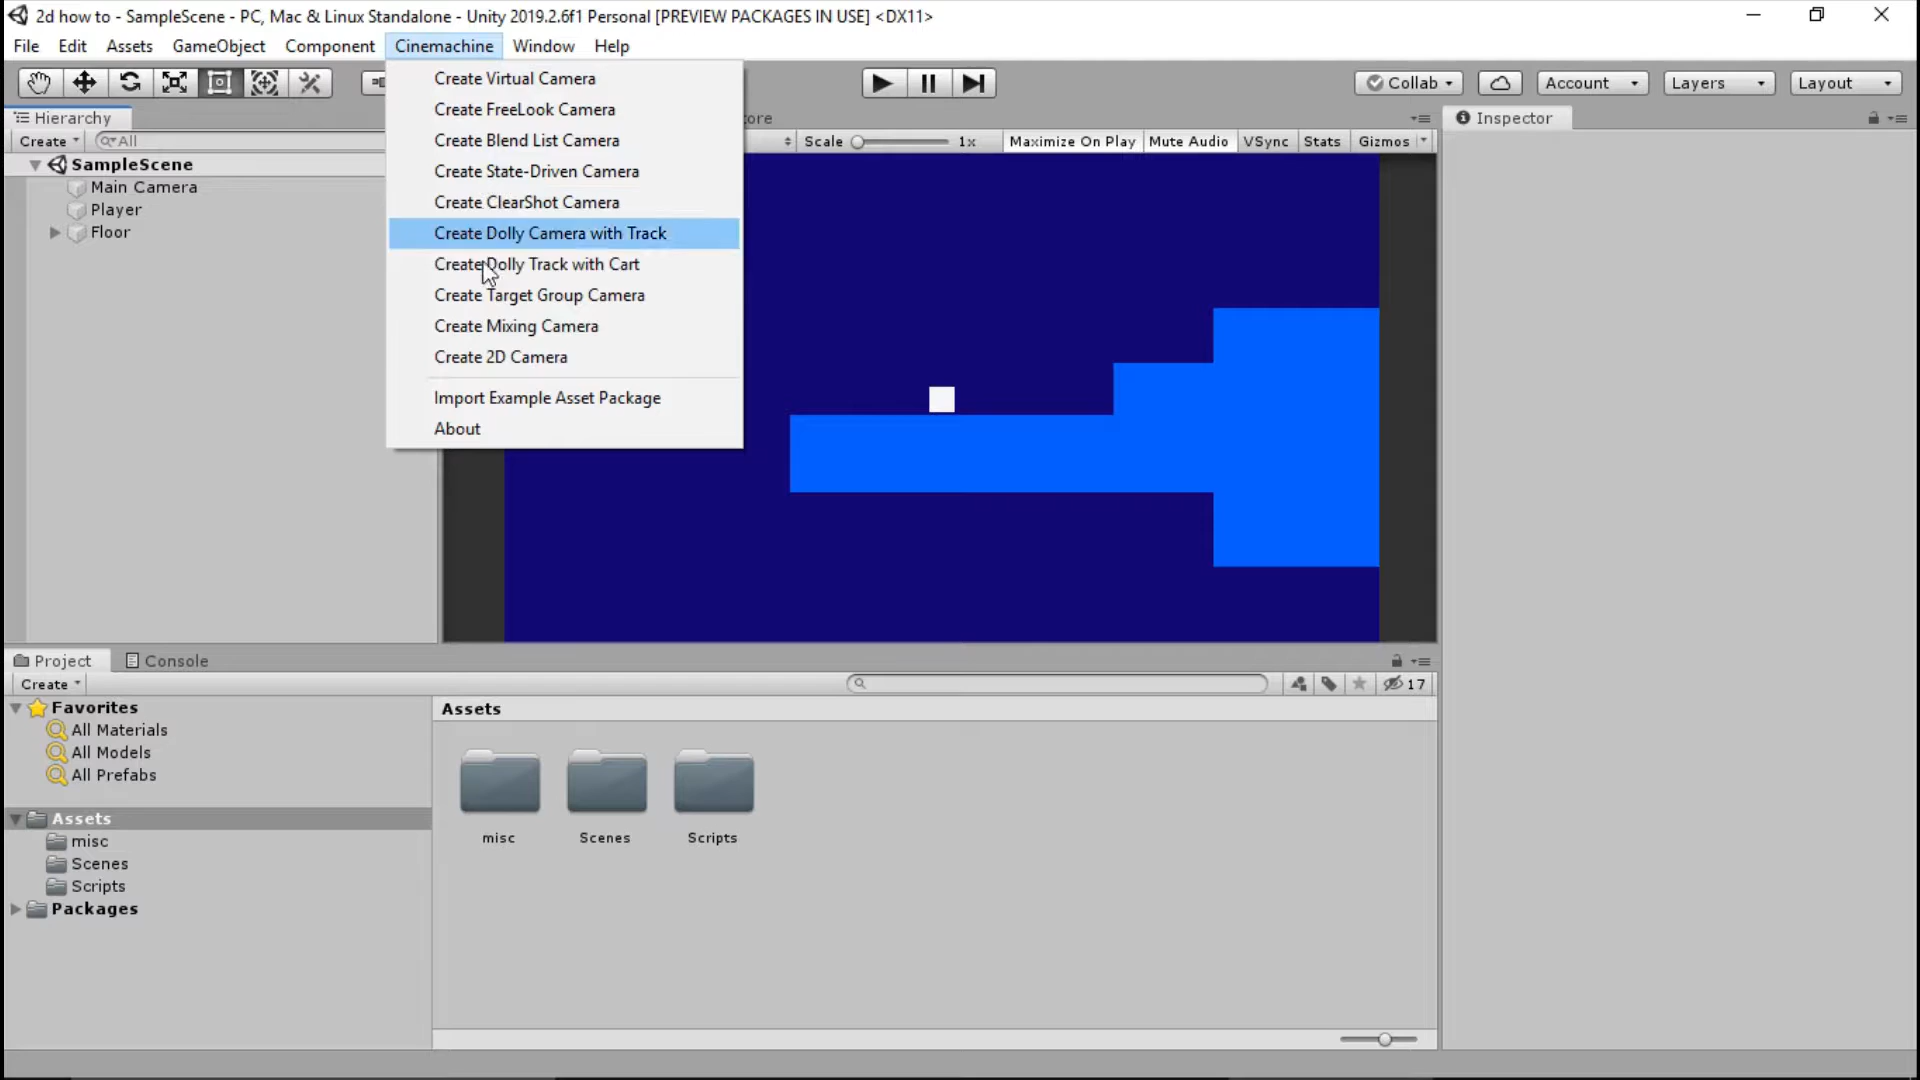 2d how to - SampleScene - PC, Mac & Linux Standalone - Unity 2019.2.6f1 Personal [PREVIEW PACKAGES IN USE] <DX11>
File Edit Assets GameObject Component Cinemachine Window Help
Collab Account Layers Layout
Create Virtual Camera
Create FreeLook Camera
Create Blend List Camera
Create State-Driven Camera
Create ClearShot Camera
Create Dolly Camera with Track
Create Dolly Track with Cart
Create Target Group Camera
Create Mixing Camera
Create 2D Camera
Import Example Asset Package
About
Hierarchy
Create All
SampleScene
Main Camera
Player
Floor
ore
Scale 1x Maximize On Play Mute Audio VSync Stats Gizmos
Inspector
Project Console
Create
17
Favorites
All Materials
All Models
All Prefabs
Assets
misc
Scenes
Scripts
Packages
Assets
misc Scenes Scripts